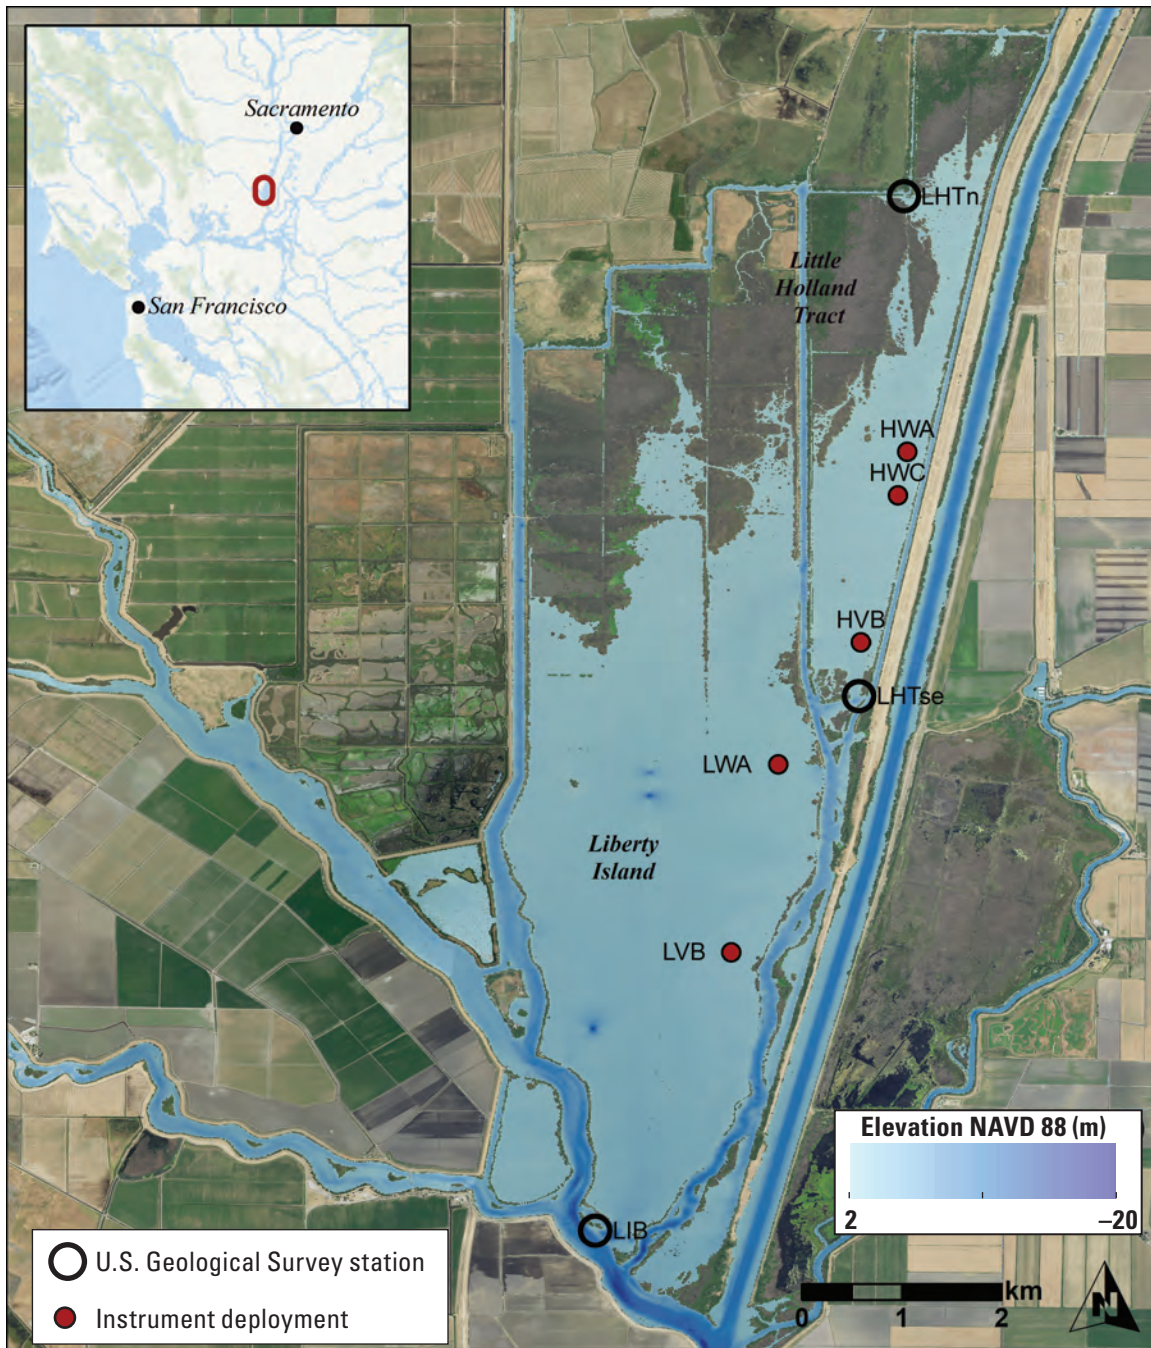 Sacramento
San Francisco
LHTn
Little
Holland
Tract
HWA
HWC
HVB
LHTse
LWA
Liberty
Island
LVB
LIB
Elevation NAVD 88 (m)
2 –20
U.S. Geological Survey station
Instrument deployment
km
0 1 2
N